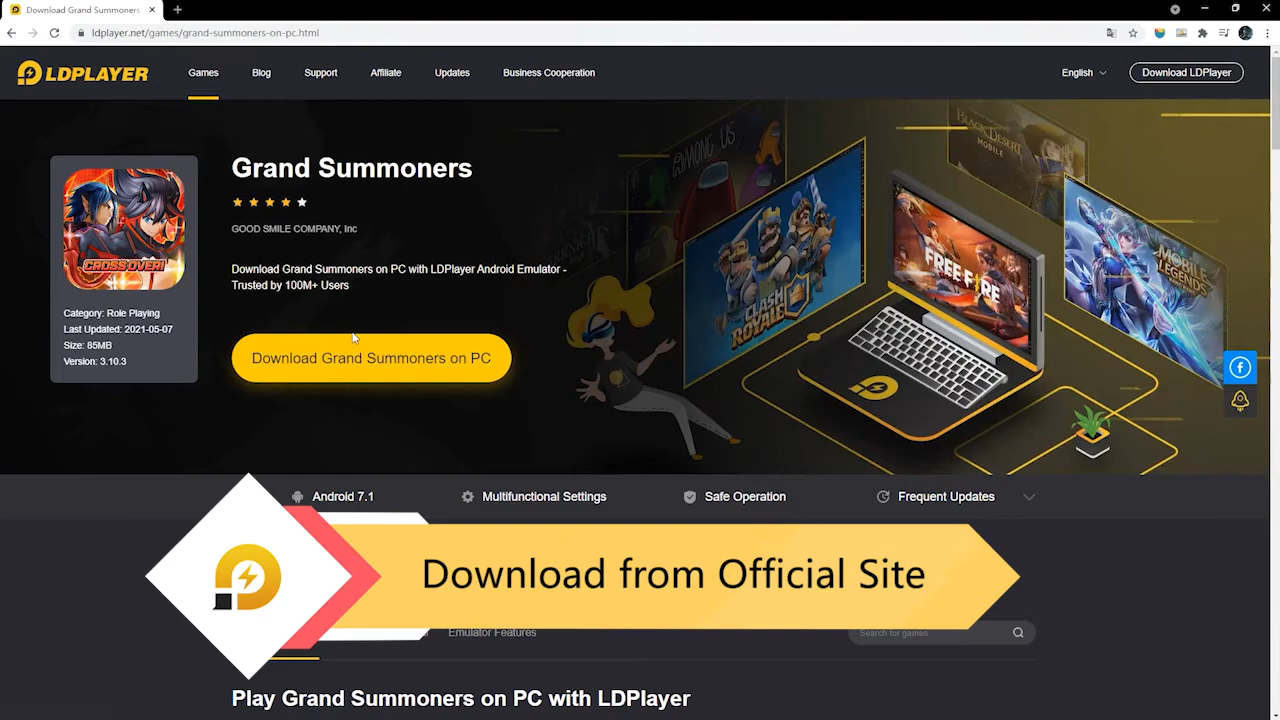 Download Grand Summoners
ldplayer.net/games/grand-summoners-on-pc.html
LDPLAYER
Games
Blog
Support
Affiliate
Updates
Business Cooperation
English
Download LDPlayer
Grand Summoners
GOOD SMILE COMPANY, Inc
Download Grand Summoners on PC with LDPlayer Android Emulator -
Trusted by 100M+ Users
Download Grand Summoners on PC
CROSS OVER!
Category: Role Playing
Last Updated: 2021-05-07
Size: 85MB
Version: 3.10.3
AMONG US
CLASH
ROYALE
FREE FIRE
BLACK DESERT
MOBILE
MOBILE
LEGENDS
Android 7.1
Multifunctional Settings
Safe Operation
Frequent Updates
Download from Official Site
Emulator Features
Search for games
Play Grand Summoners on PC with LDPlayer